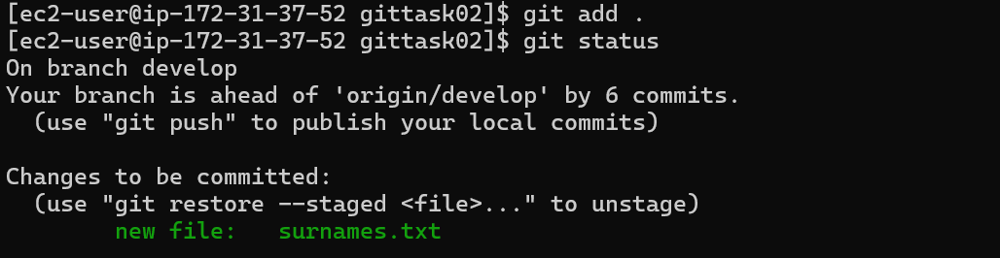 [ec2-user@ip-172-31-37-52 gittask02]$ git add .
[ec2-user@ip-172-31-37-52 gittask02]$ git status
On branch develop
Your branch is ahead of 'origin/develop' by 6 commits.
  (use "git push" to publish your local commits)

Changes to be committed:
  (use "git restore --staged <file>..." to unstage)
        new file:   surnames.txt